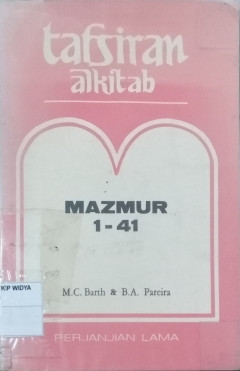 tafsiran
alkitab
MAZMUR
1-41
KIP WIDYA
M.C. Barth & B.A. Pareira
PERJANJIAN LAMA